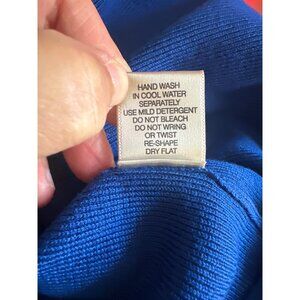 HAND WASH
IN COOL WATER
SEPARATELY
USE MILD DETERGENT
DO NOT BLEACH
DO NOT WRING
OR TWIST
RE-SHAPE
DRY FLAT